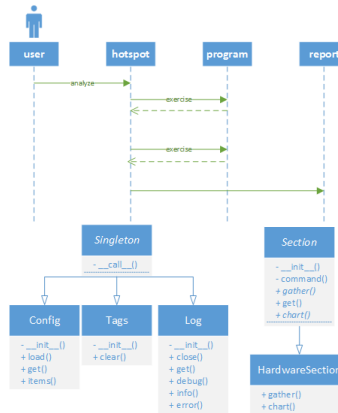 user hotspot program report
analyze
exercise
exercise
Singleton
- __call__()
Section
- __init__()
- command()
+ gather()
+ get()
+ chart()
Config
- __init__()
+ load()
+ get()
+ items()
Tags
- __init__()
+ clear()
Log
- __init__()
+ close()
+ get()
+ debug()
+ info()
+ error()
HardwareSection
+ gather()
+ chart()